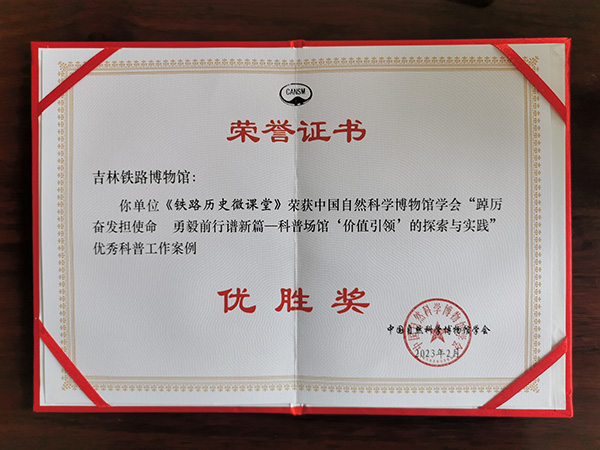 CANSM
荣誉证书
吉林铁路博物馆:
你单位《铁路历史微课堂》荣获中国自然科学博物馆学会“踔厉
奋发担使命 勇毅前行谱新篇—科普场馆‘价值引领’的探索与实践”
优秀科普工作案例
优胜奖
中国自然科学博物馆学会
2023年2月